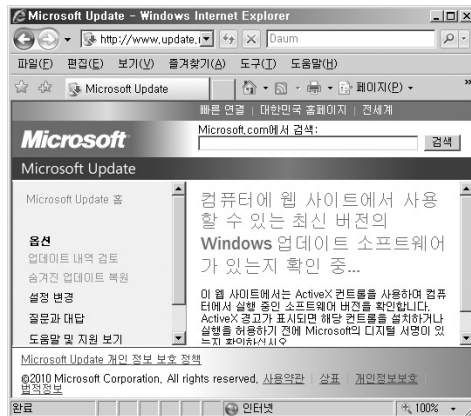 Microsoft Update - Windows Internet Explorer
http://www.update.
Daum
파일(F) 편집(E) 보기(V) 즐겨찾기(A) 도구(T) 도움말(H)
Microsoft Update
페이지(P)
빠른 연결 | 대한민국 홈페이지 | 전세계
Microsoft
Microsoft.com에서 검색:
검색
Microsoft Update
Microsoft Update 홈
옵션
업데이트 내역 검토
숨겨진 업데이트 복원
설정 변경
질문과 대답
도움말 및 지원 보기
컴퓨터에 웹 사이트에서 사용
할 수 있는 최신 버전의
Windows 업데이트 소프트웨어
가 있는지 확인 중...
이 웹 사이트에서는 ActiveX 컨트롤을 사용하여 컴퓨
터에서 실행 중인 소프트웨어 버전을 확인합니다.
ActiveX 경고가 표시되면 해당 컨트롤을 설치하거나
실행을 허용하기 전에 Microsoft의 디지털 서명이 있
는지 확인하십시오
Microsoft Update 개인 정보 보호 정책
©2010 Microsoft Corporation. All rights reserved. 사용약관 | 상표 | 개인정보보호 |
법적정보
완료
인터넷
100%